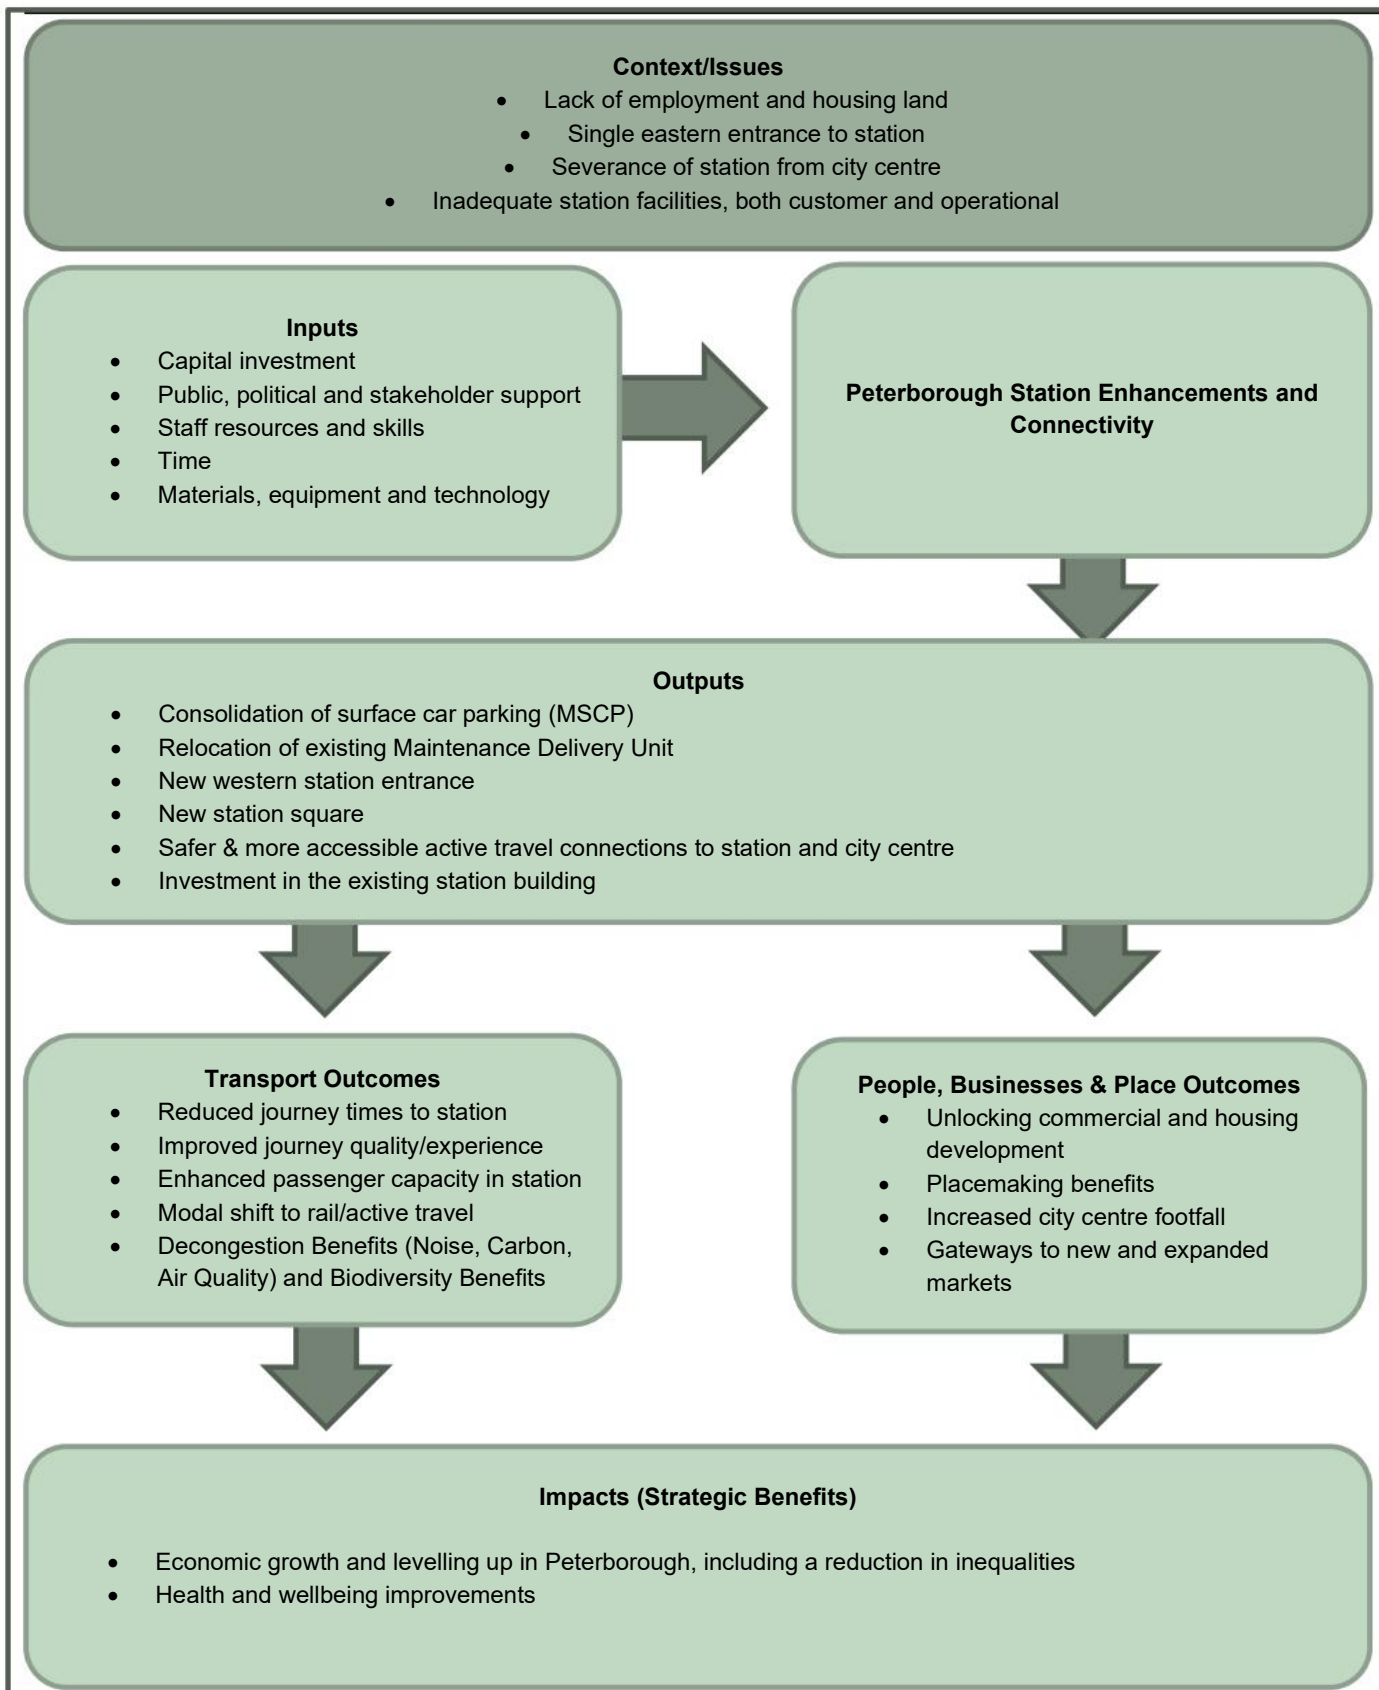 Context/Issues
• Lack of employment and housing land
• Single eastern entrance to station
• Severance of station from city centre
• Inadequate station facilities, both customer and operational
Inputs
• Capital investment
• Public, political and stakeholder support
• Staff resources and skills
• Time
• Materials, equipment and technology
Peterborough Station Enhancements and
Connectivity
Outputs
• Consolidation of surface car parking (MSCP)
• Relocation of existing Maintenance Delivery Unit
• New western station entrance
• New station square
• Safer & more accessible active travel connections to station and city centre
• Investment in the existing station building
Transport Outcomes
• Reduced journey times to station
• Improved journey quality/experience
• Enhanced passenger capacity in station
• Modal shift to rail/active travel
• Decongestion Benefits (Noise, Carbon,
Air Quality) and Biodiversity Benefits
People, Businesses & Place Outcomes
• Unlocking commercial and housing
development
• Placemaking benefits
• Increased city centre footfall
• Gateways to new and expanded
markets
Impacts (Strategic Benefits)
• Economic growth and levelling up in Peterborough, including a reduction in inequalities
• Health and wellbeing improvements